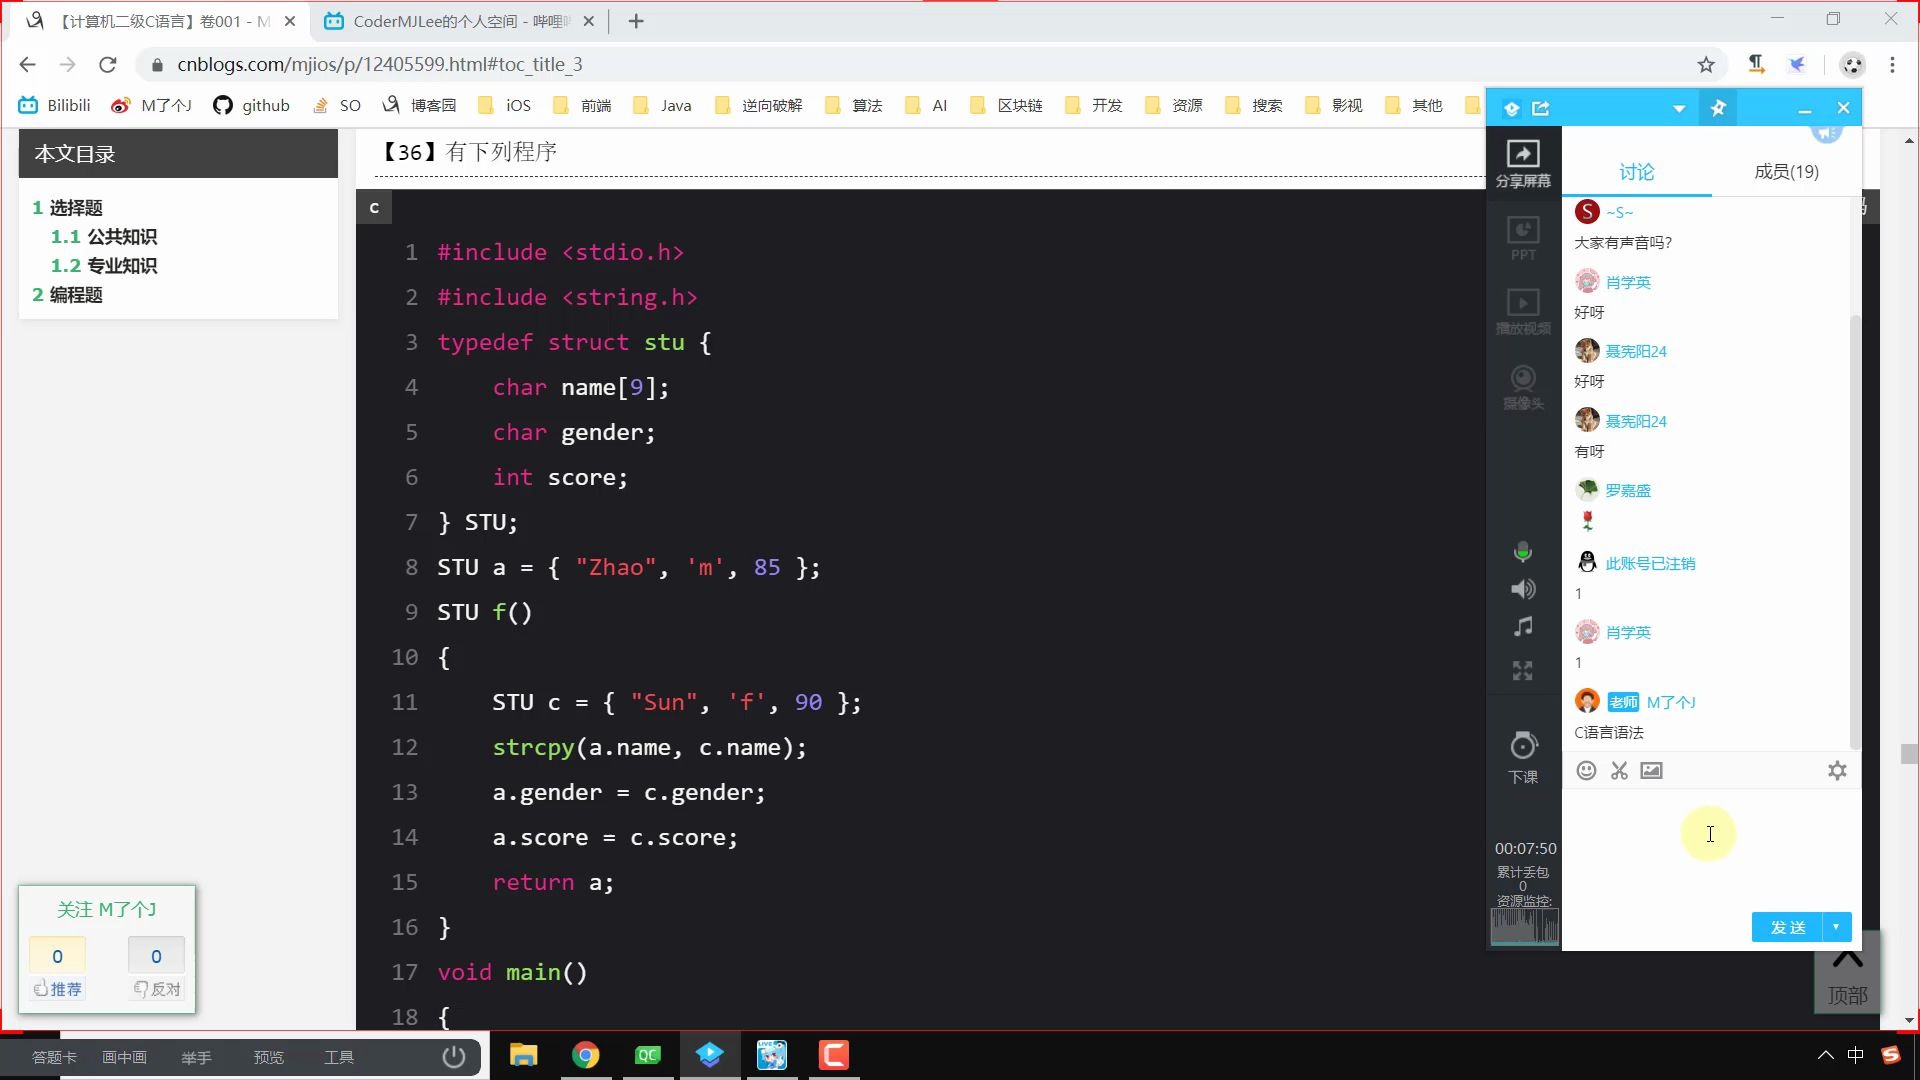 【计算机二级C语言】卷001 - M
CoderMJLee的个人空间 - 哔哩
cnblogs.com/mjios/p/12405599.html#toc_title_3
Bilibili M了个J github SO 博客园 iOS 前端 Java 逆向破解 算法 AI 区块链 开发 资源 搜索 影视 其他
本文目录
1 选择题
1.1 公共知识
1.2 专业知识
2 编程题
【36】有下列程序
c
1 #include <stdio.h>
2 #include <string.h>
3 typedef struct stu {
4 char name[9];
5 char gender;
6 int score;
7 } STU;
8 STU a = { "Zhao", 'm', 85 };
9 STU f()
10 {
11 STU c = { "Sun", 'f', 90 };
12 strcpy(a.name, c.name);
13 a.gender = c.gender;
14 a.score = c.score;
15 return a;
16 }
17 void main()
18 {
关注 M了个J
0 0
推荐 反对
分享屏幕
PPT
播放视频
摄像头
下课
00:07:50
累计丢包
0
资源监控:
讨论 成员(19)
S ~S~
大家有声音吗?
肖学英
好呀
聂宪阳24
好呀
聂宪阳24
有呀
罗嘉盛
此账号已注销
1
肖学英
1
老师 M了个J
C语言语法
发送
顶部
答题卡 画中画 举手 预览 工具
QC
LIVE
中